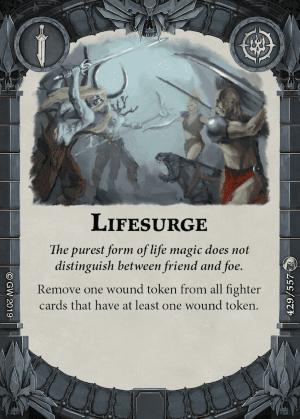 LIFESURGE
The purest form of life magic does not
distinguish between friend and foe.
Remove one wound token from all fighter
cards that have at least one wound token.
© GW 2019
429/557